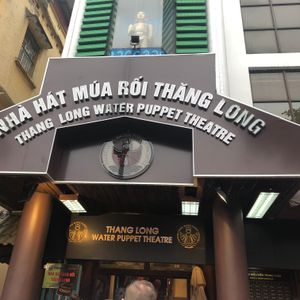 NHÀ HÁT MÚA RỐI THĂNG LONG
THANG LONG WATER PUPPET THEATRE
THANG LONG
WATER PUPPET THEATRE